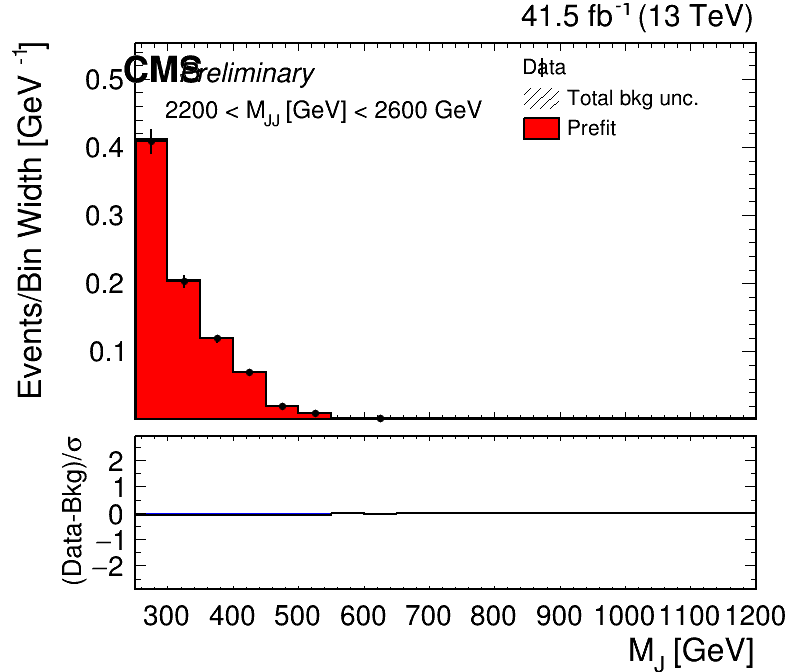 41.5 fb⁻¹ (13 TeV)
CMS Preliminary
Data
2200 < M_JJ [GeV] < 2600 GeV
Total bkg unc.
Prefit
Events/Bin Width [GeV⁻¹]
0.5
0.4
0.3
0.2
0.1
(Data-Bkg)/σ
2
1
0
−1
−2
300 400 500 600 700 800 900 1000 1100 1200
M_J [GeV]